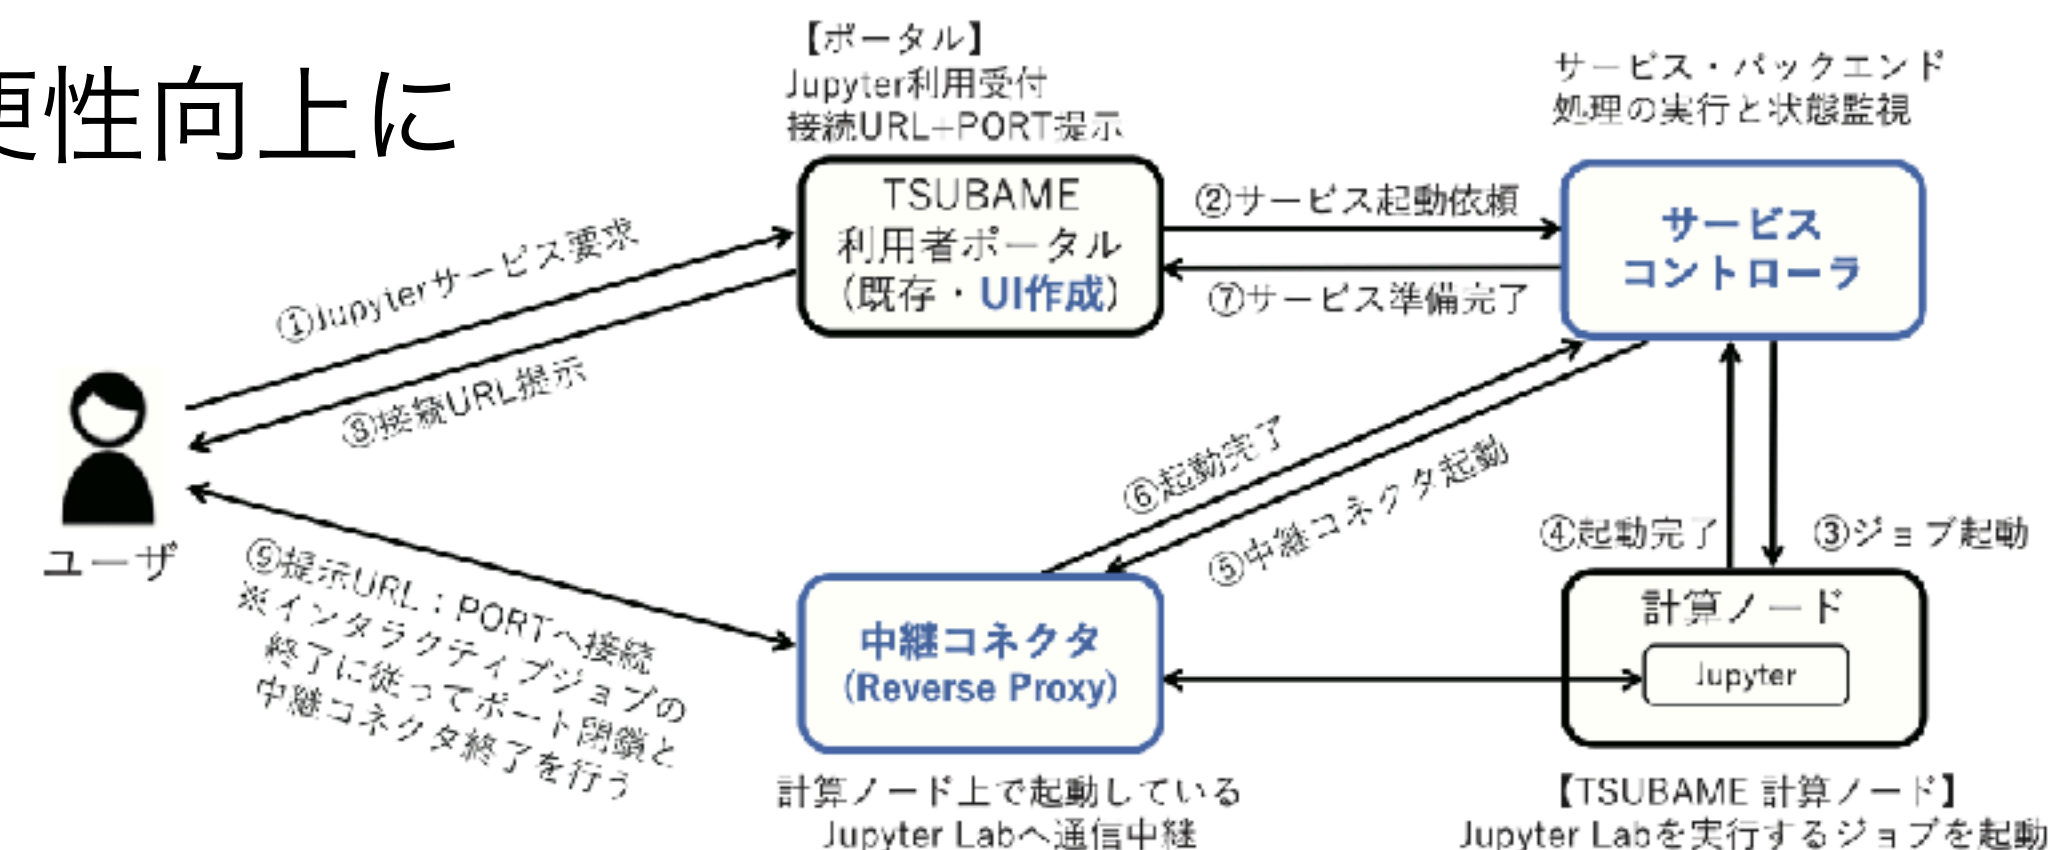 便性向上に
【ポータル】
Jupyter利用受付
接続URL+PORT提示
サービス・バックエンド
処理の実行と状態監視
TSUBAME
利用者ポータル
(既存・UI作成)
②サービス起動依頼
⑦サービス準備完了
サービス
コントローラ
①Jupyterサービス要求
⑧接続URL提示
ユーザ
⑥起動完了
⑤中継コネクタ起動
④起動完了
③ジョブ起動
⑨提示URL：PORTへ接続
※インタラクティブジョブの
終了に従ってポート閉鎖と
中継コネクタ終了を行う
中継コネクタ
(Reverse Proxy)
計算ノード
Jupyter
計算ノード上で起動している
Jupyter Labへ通信中継
【TSUBAME 計算ノード】
Jupyter Labを実行するジョブを起動